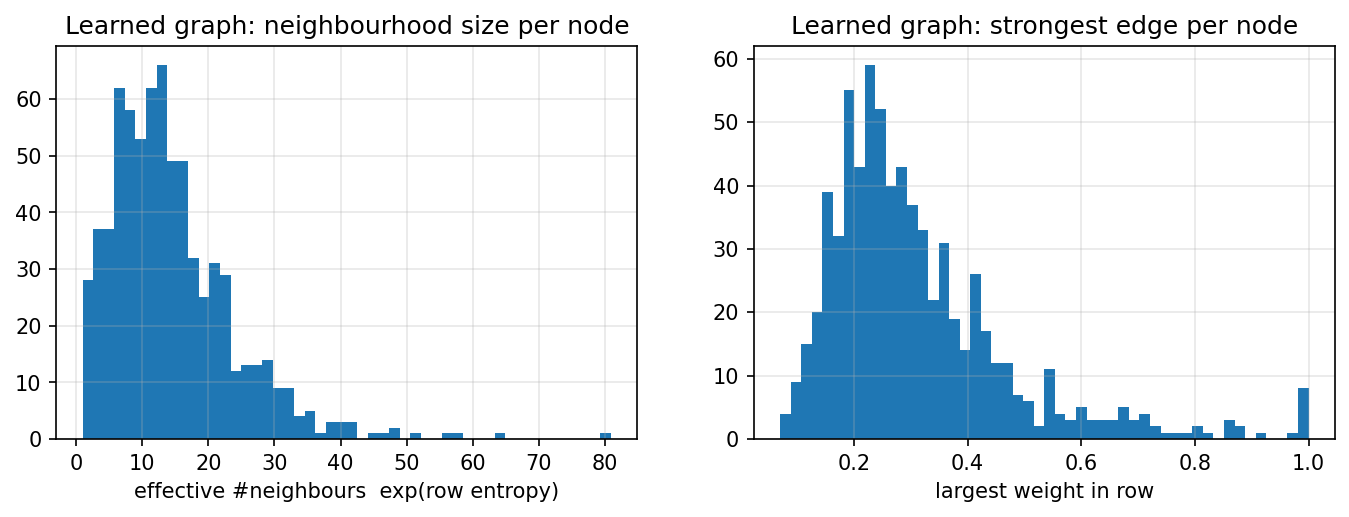 Learned graph: neighbourhood size per node
60
50
40
30
20
10
0
0 10 20 30 40 50 60 70 80
effective #neighbours  exp(row entropy)
Learned graph: strongest edge per node
60
50
40
30
20
10
0
0.2 0.4 0.6 0.8 1.0
largest weight in row